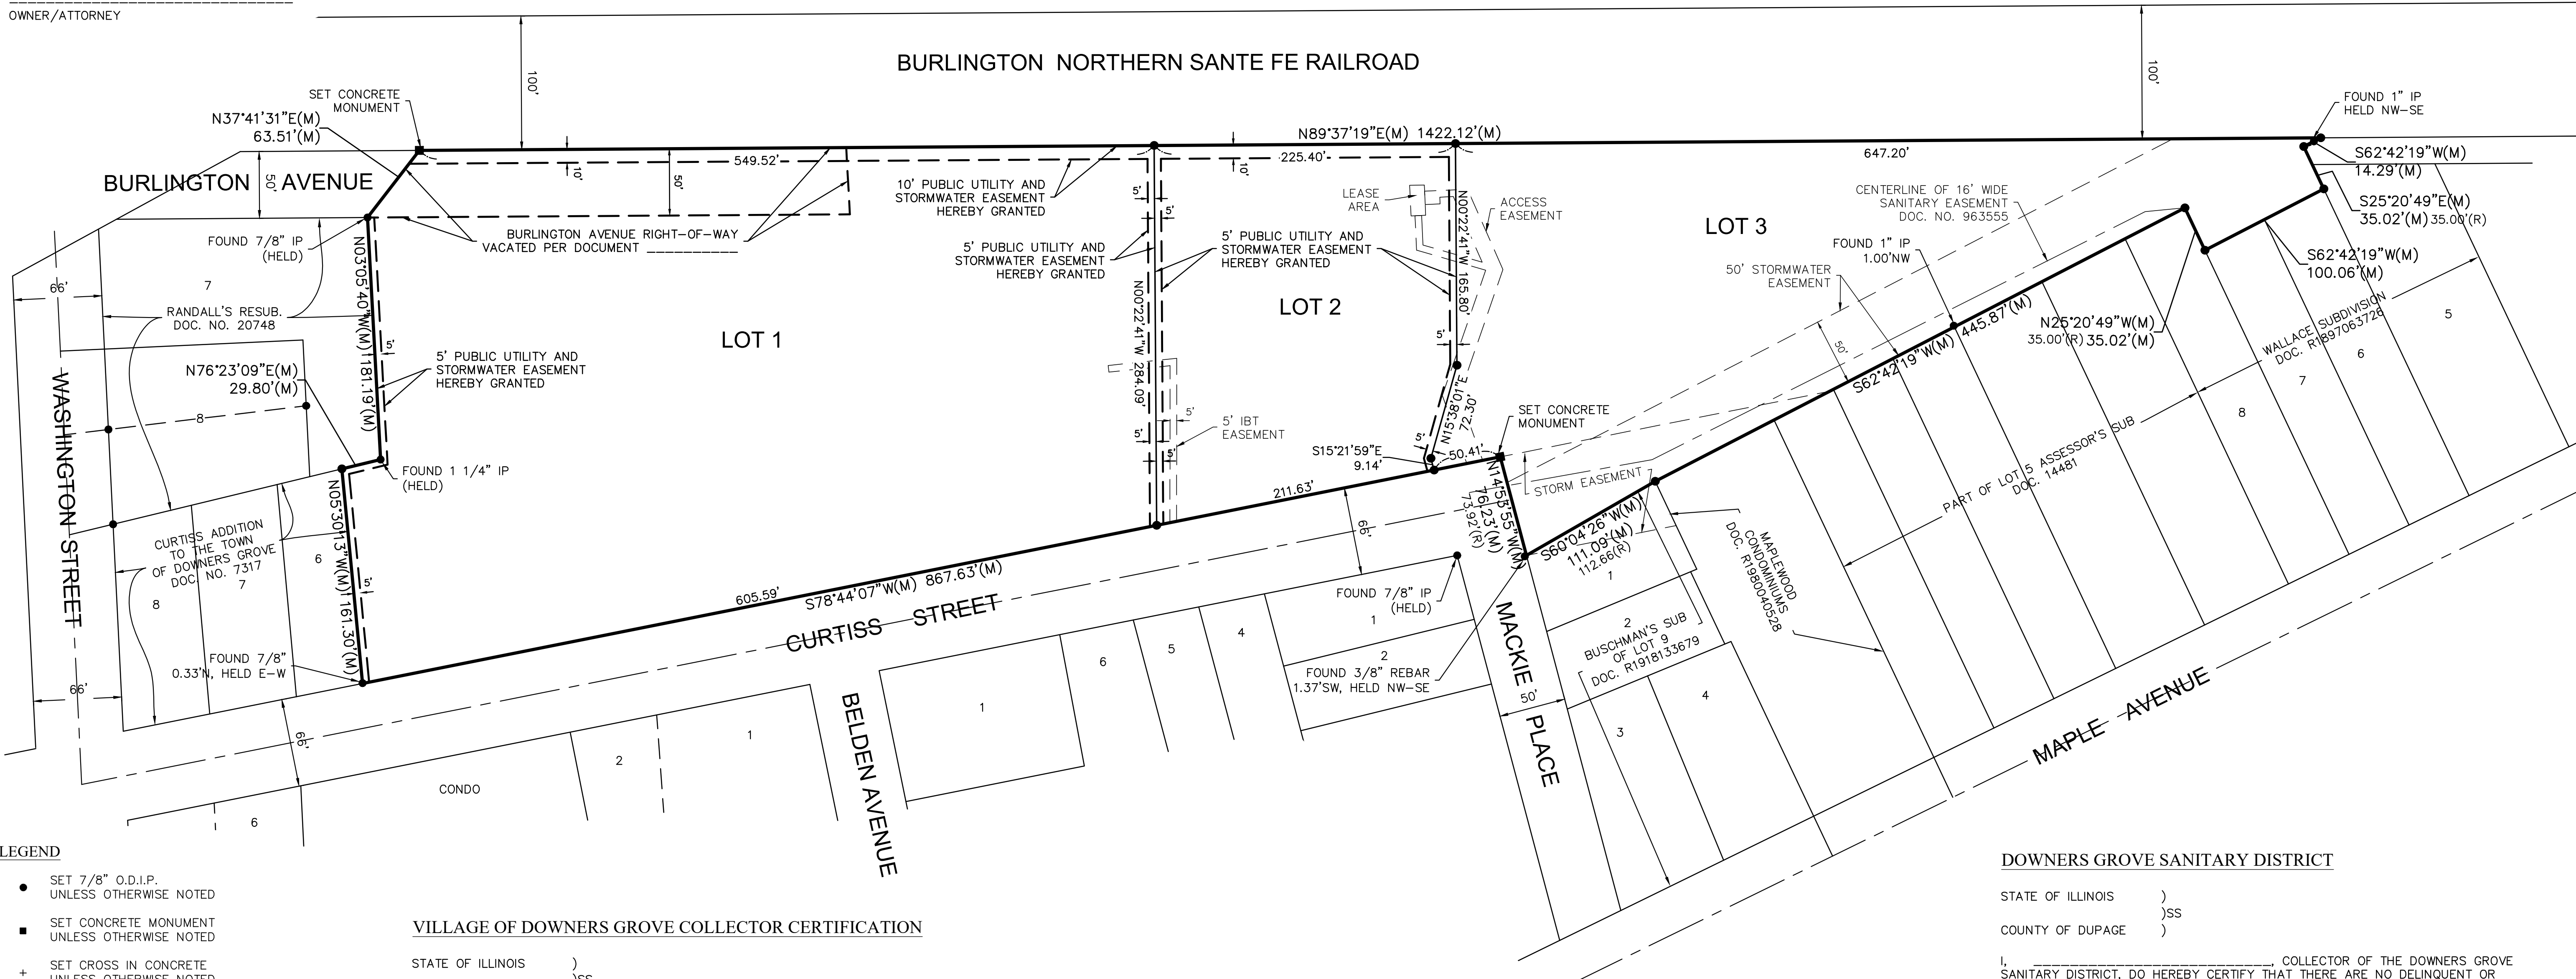 OWNER/ATTORNEY
BURLINGTON NORTHERN SANTE FE RAILROAD
100'
100'
SET CONCRETE
MONUMENT
N37°41'31"E(M)
63.51'(M)
N89°37'19"E(M) 1422.12'(M)
FOUND 1" IP
HELD NW-SE
549.52'
225.40'
647.20'
10'
10'
50'
50'
BURLINGTON AVENUE
S62°42'19"W(M)
14.29'(M)
S25°20'49"E(M)
35.02'(M) 35.00'(R)
S62°42'19"W(M)
100.06'(M)
10' PUBLIC UTILITY AND
STORMWATER EASEMENT
HEREBY GRANTED
LEASE
AREA
ACCESS
EASEMENT
CENTERLINE OF 16' WIDE
SANITARY EASEMENT
DOC. NO. 963555
LOT 3
FOUND 7/8" IP
(HELD)
BURLINGTON AVENUE RIGHT-OF-WAY
VACATED PER DOCUMENT ___________
5' PUBLIC UTILITY AND
STORMWATER EASEMENT
HEREBY GRANTED
5' PUBLIC UTILITY AND
STORMWATER EASEMENT
HEREBY GRANTED
5'
5'
FOUND 1" IP
1.00'NW
50' STORMWATER
EASEMENT
50'
66'
7
RANDALL'S RESUB.
DOC. NO. 20748
N03°05'40"W(M) 181.19'(M)
5'
LOT 1
N00°22'41"W 284.09'
LOT 2
N00°22'41"W 165.80'
5'
S62°42'19"W(M) 445.87'(M)
N25°20'49"W(M)
35.00'(R) 35.02'(M)
WALLACE SUBDIVISION
DOC. R1897063726
5
6
7
8
N76°23'09"E(M)
29.80'(M)
5' PUBLIC UTILITY AND
STORMWATER EASEMENT
HEREBY GRANTED
WASHINGTON STREET
8
FOUND 1 1/4" IP
(HELD)
N15°38'01"E
72.30'
5'
5' IBT
EASEMENT
5'
5'
5'
S15°21'59"E
9.14'
50.41'
SET CONCRETE
MONUMENT
STORM EASEMENT
N14°53'55"W(M)
76.23'(M)
73.92'(R)
S60°04'26"W(M)
111.09'(M)
112.66(R)
PART OF LOT 5 ASSESSOR'S SUB
DOC. 14481
MAPLEWOOD
CONDOMINIUMS
DOC. R1980040528
CURTISS ADDITION
TO THE TOWN
OF DOWNERS GROVE
DOC. NO. 7317
6
7
8
N05°30'13"W(M) 161.30'(M)
5'
211.63'
66'
605.59'
S78°44'07"W(M) 867.63'(M)
CURTISS STREET
FOUND 7/8" IP
(HELD)
FOUND 7/8"
0.33'N, HELD E-W
66'
66'
FOUND 3/8" REBAR
1.37'SW, HELD NW-SE
MACKIE PLACE
50'
BUSCHMAN'S SUB
OF LOT 9
DOC. R1918133679
1
2
3
4
1
2
4
5
6
1
BELDEN AVENUE
1
2
CONDO
6
MAPLE AVENUE
LEGEND
SET 7/8" O.D.I.P.
UNLESS OTHERWISE NOTED
SET CONCRETE MONUMENT
UNLESS OTHERWISE NOTED
+ SET CROSS IN CONCRETE
UNLESS OTHERWISE NOTED
VILLAGE OF DOWNERS GROVE COLLECTOR CERTIFICATION
STATE OF ILLINOIS )
)SS
DOWNERS GROVE SANITARY DISTRICT
STATE OF ILLINOIS )
)SS
COUNTY OF DUPAGE )
I, __________________________, COLLECTOR OF THE DOWNERS GROVE
SANITARY DISTRICT, DO HEREBY CERTIFY THAT THERE ARE NO DELINQUENT OR